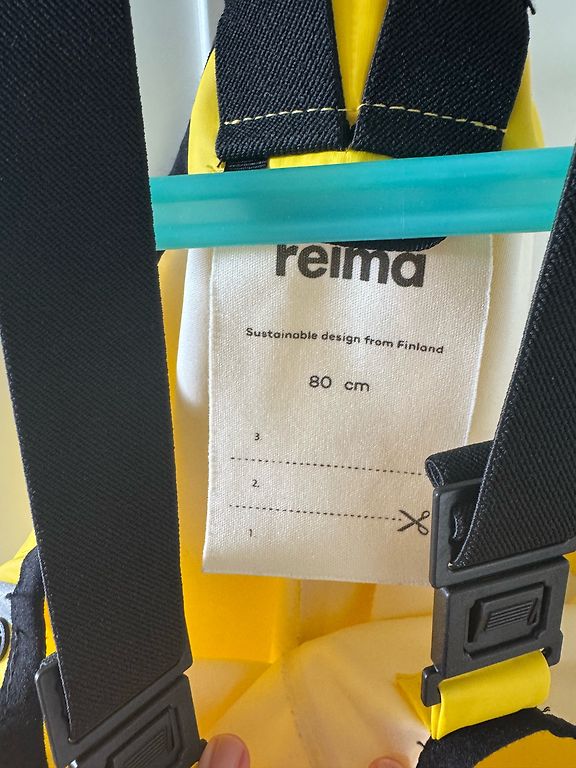 reima
Sustainable design from Finland
80 cm
3.
2.
1